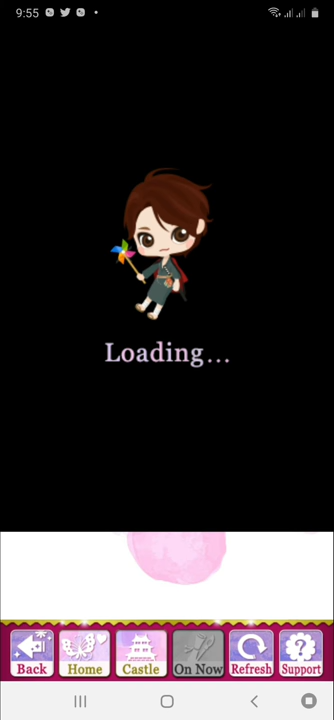 9:55
Loading...
Back
Home
Castle
On Now
Refresh
Support
?